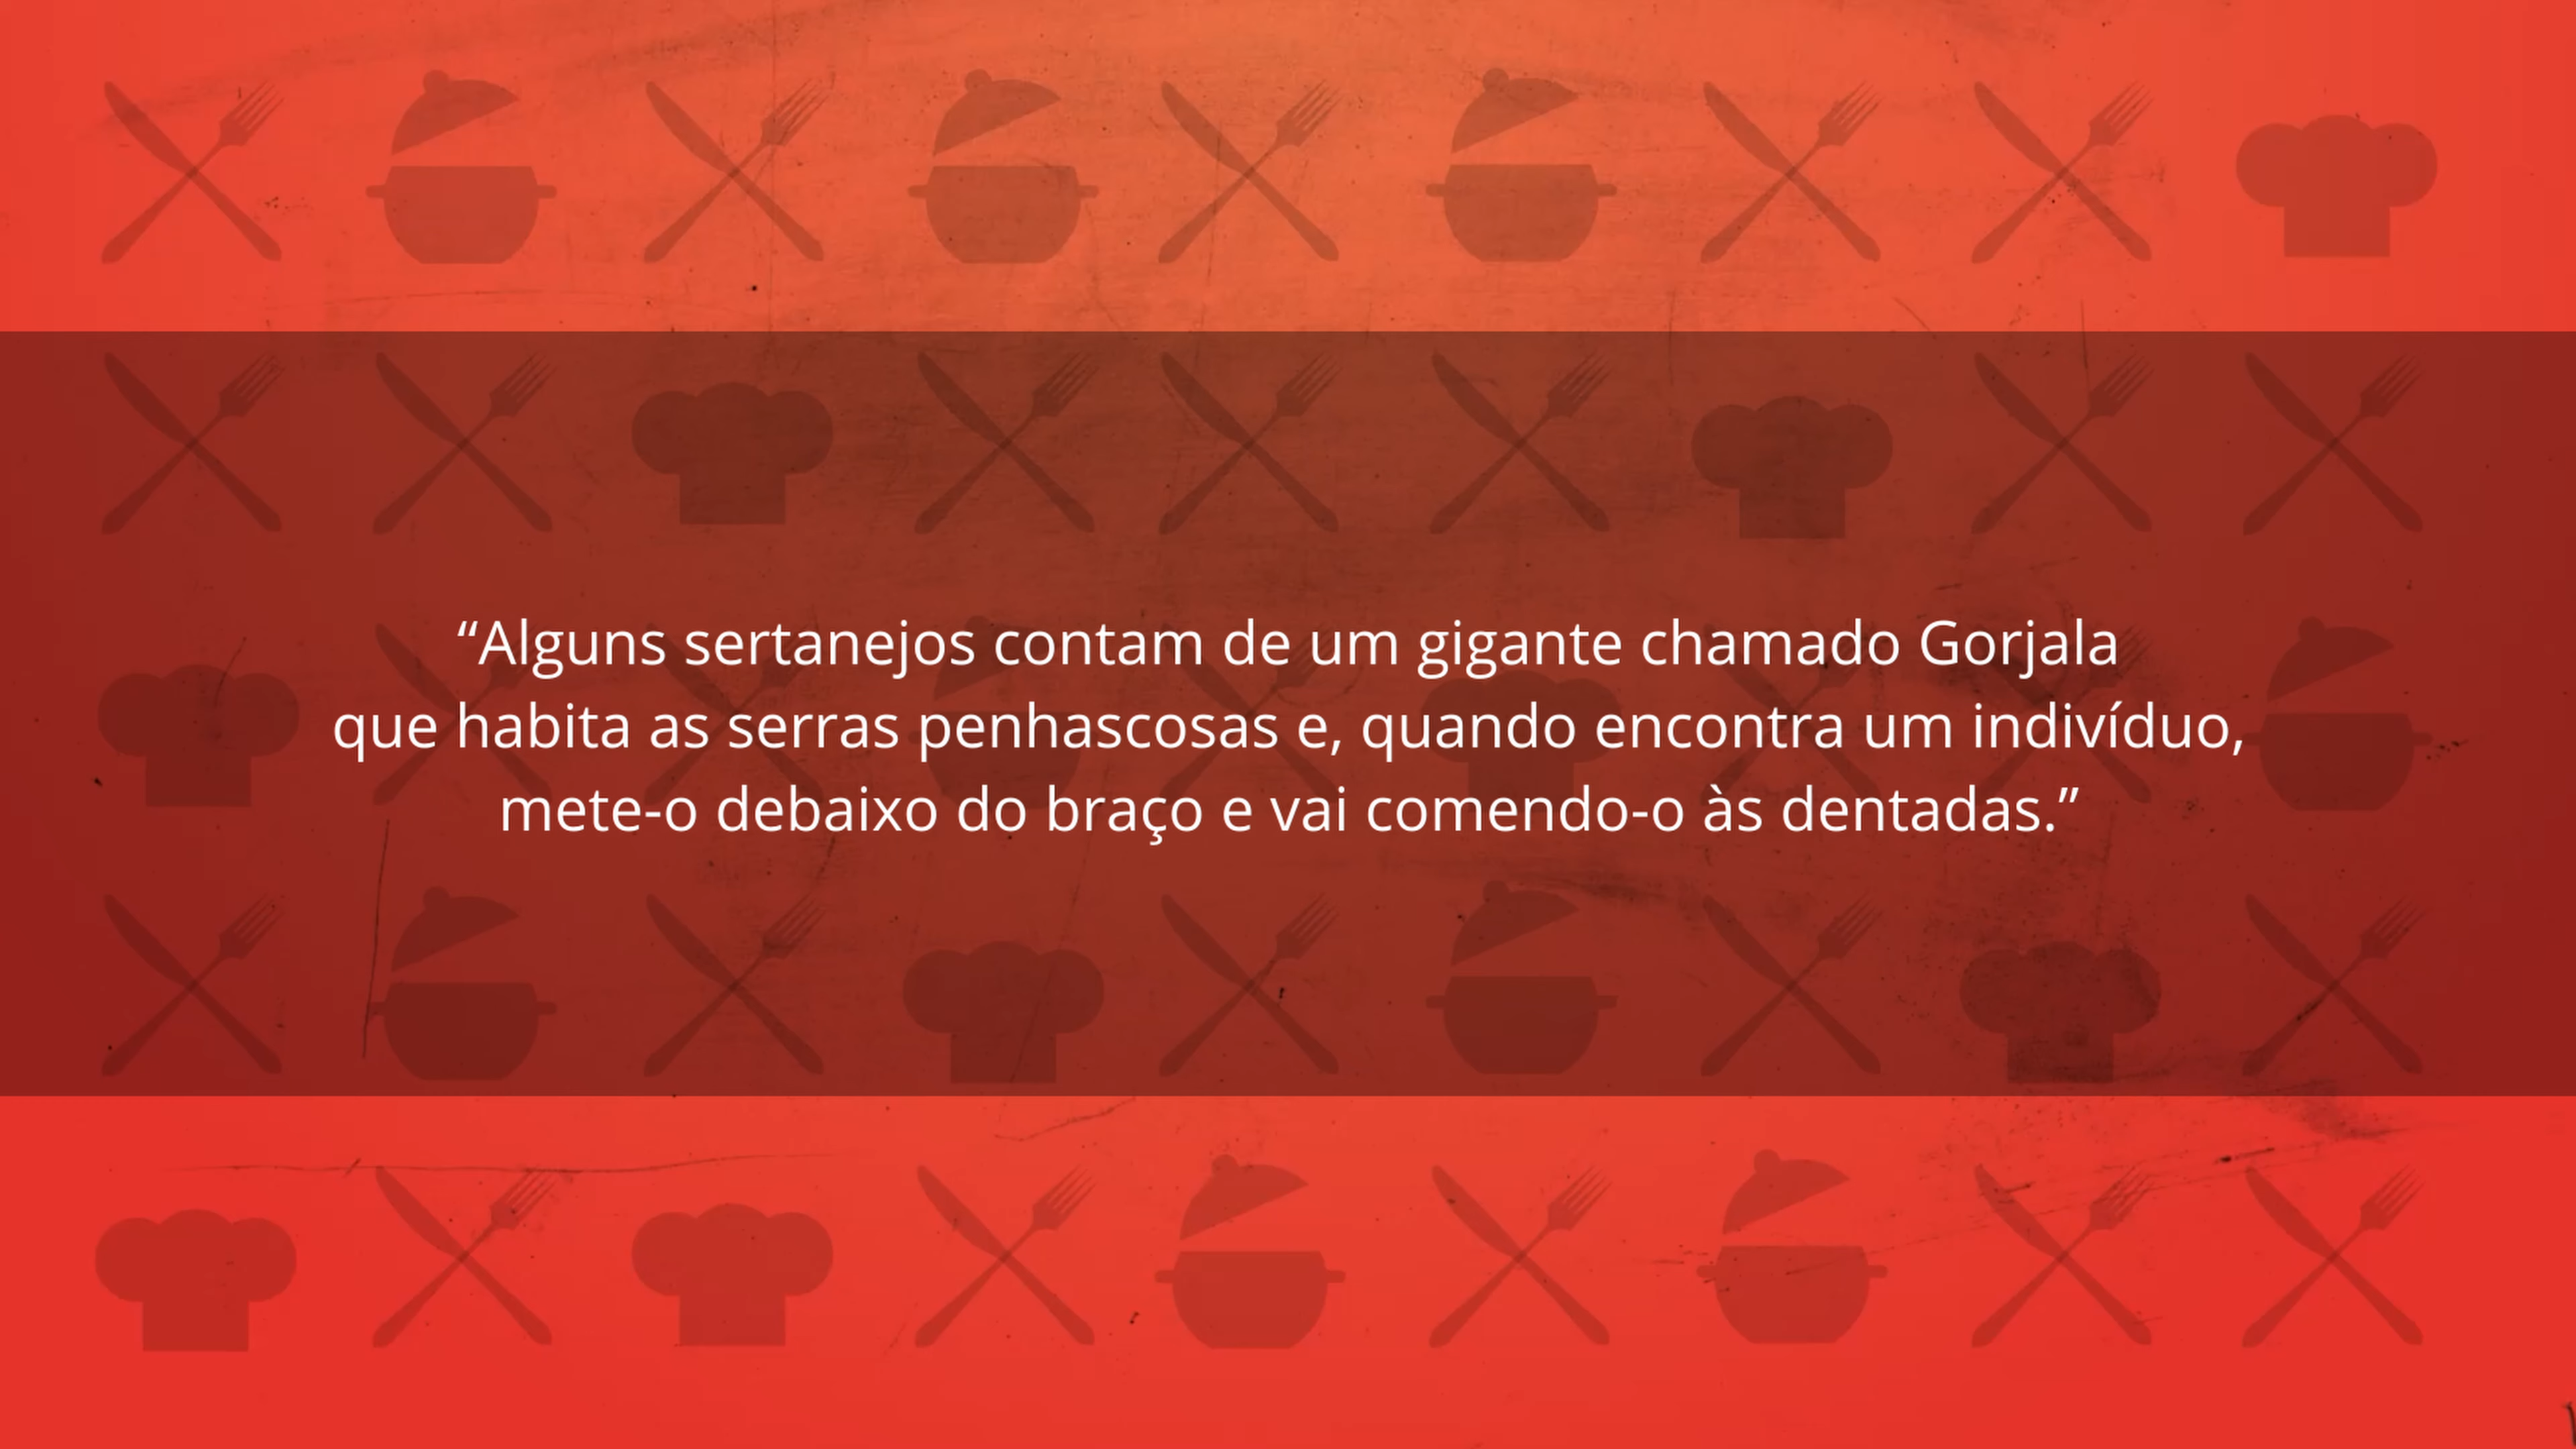 “Alguns sertanejos contam de um gigante chamado Gorjala
que habita as serras penhascosas e, quando encontra um indivíduo,
mete-o debaixo do braço e vai comendo-o às dentadas.”